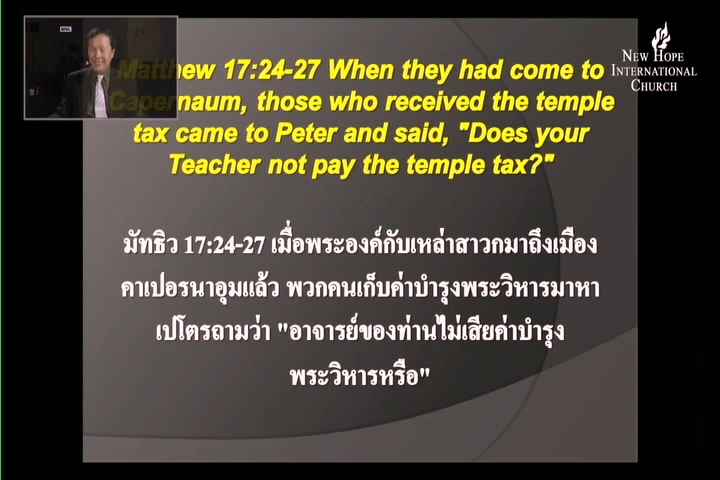 Matthew 17:24-27 When they had come to
Capernaum, those who received the temple
tax came to Peter and said, "Does your
Teacher not pay the temple tax?"
มัทธิว 17:24-27 เมื่อพระองค์กับเหล่าสาวกมาถึงเมือง
คาเปอรนาอุมแล้ว พวกคนเก็บค่าบำรุงพระวิหารมาหา
เปโตรถามว่า "อาจารย์ของท่านไม่เสียค่าบำรุง
พระวิหารหรือ"
NEW HOPE
INTERNATIONAL
CHURCH